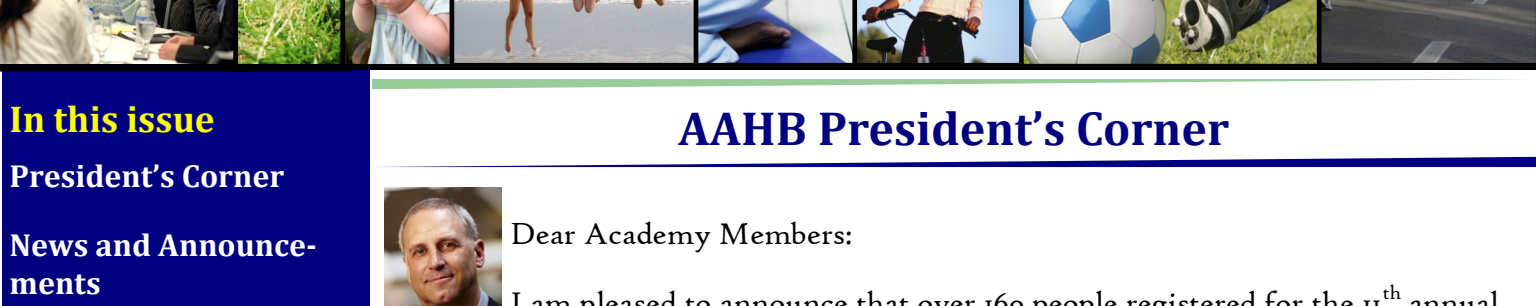 In this issue
President's Corner
News and Announce-
ments
AAHB President's Corner
Dear Academy Members:
I am pleased to announce that over 160 people registered for the 11th annual